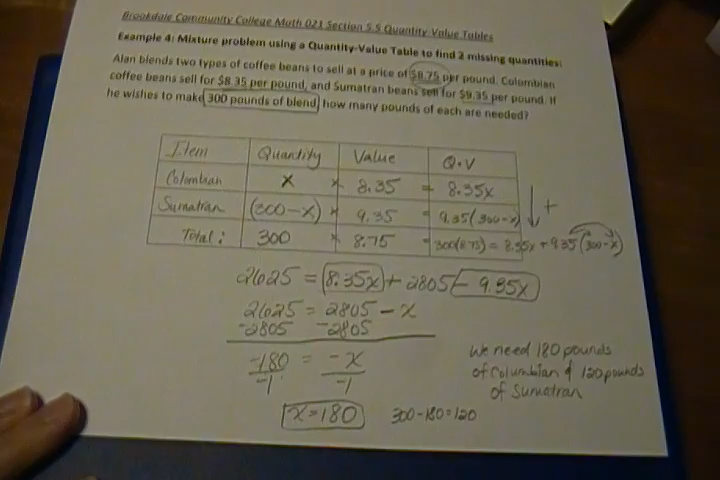 Brookdale Community College Math 021 Section 5.5 Quantity-Value Tables
Example 4: Mixture problem using a Quantity-Value Table to find 2 missing quantities:
Alan blends two types of coffee beans to sell at a price of $8.75 per pound. Colombian
coffee beans sell for $8.35 per pound, and Sumatran beans sell for $9.35 per pound. If
he wishes to make 300 pounds of blend, how many pounds of each are needed?
Item Quantity Value Q·V
Colombian x × 8.35 = 8.35x
Sumatran (300-x) × 9.35 = 9.35(300-x) +
Total: 300 × 8.75 = 300(8.75) = 8.35x + 9.35(300-x)
2625 = 8.35x + 2805 - 9.35x
2625 = 2805 - x
-2805 -2805
-180 = -x
-1 -1
x=180
300-180=120
We need 180 pounds
of Columbian & 120 pounds
of Sumatran